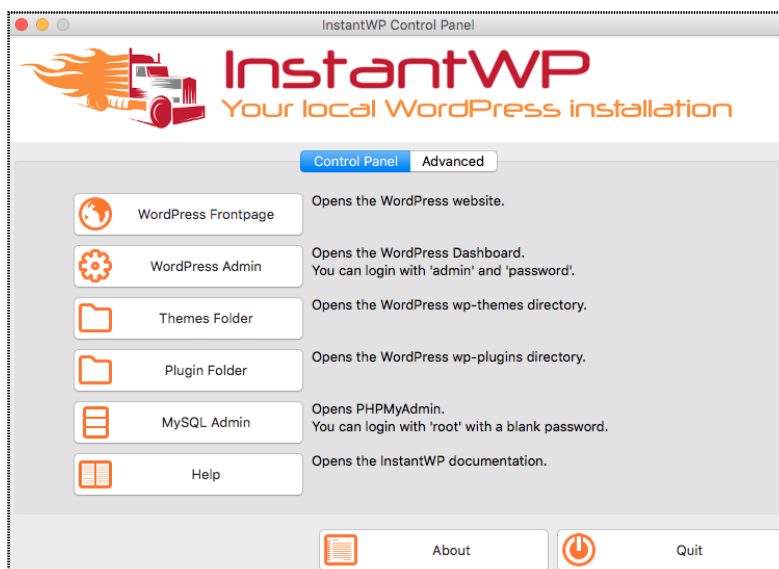 InstantWP Control Panel
InstantWP
Your local WordPress installation
Control Panel Advanced
WordPress Frontpage
Opens the WordPress website.
WordPress Admin
Opens the WordPress Dashboard.
You can login with 'admin' and 'password'.
Themes Folder
Opens the WordPress wp-themes directory.
Plugin Folder
Opens the WordPress wp-plugins directory.
MySQL Admin
Opens PHPMyAdmin.
You can login with 'root' with a blank password.
Help
Opens the InstantWP documentation.
About Quit